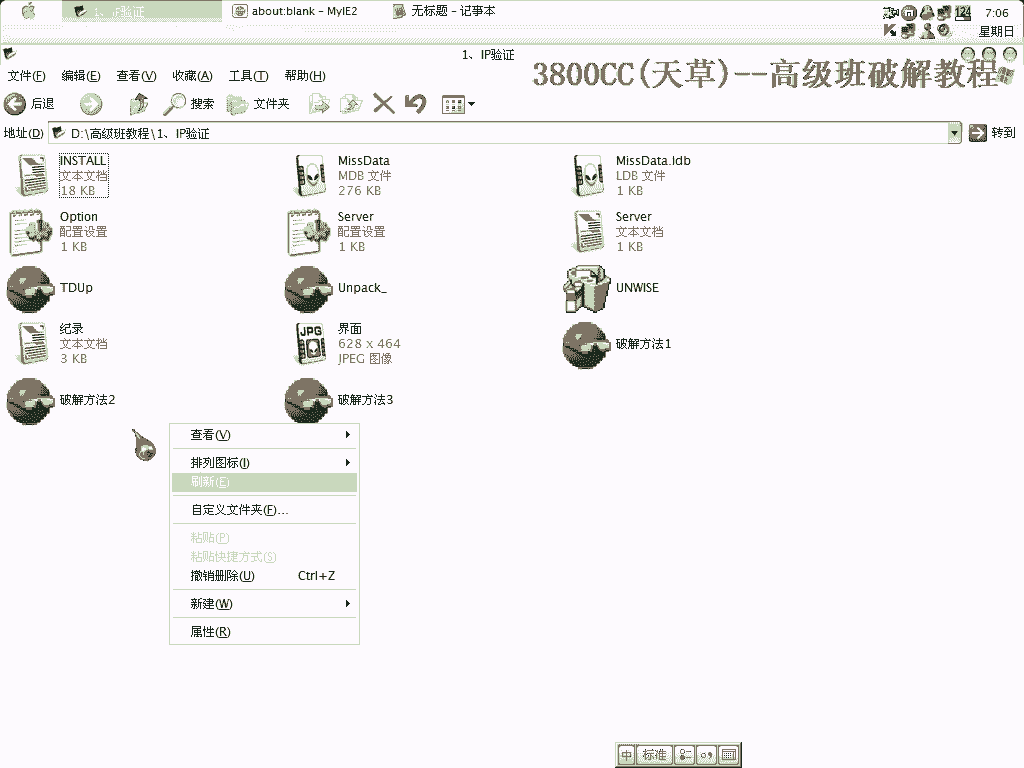 1、IP验证
about:blank - MyIE2
无标题 - 记事本
124
7:06
星期日
1、IP验证
文件(F) 编辑(E) 查看(V) 收藏(A) 工具(T) 帮助(H)
3800CC(天草)--高级班破解教程
后退 搜索 文件夹
地址(D) D:\高级班教程\1、IP验证 转到
INSTALL
文本文档
18 KB
MissData
MDB 文件
276 KB
MissData.ldb
LDB 文件
1 KB
Option
配置设置
1 KB
Server
配置设置
1 KB
Server
文本文档
1 KB
TDUp
Unpack_
UNWISE
纪录
文本文档
3 KB
JPG
界面
628 x 464
JPEG 图像
破解方法1
破解方法2
破解方法3
查看(V)
排列图标(I)
刷新(E)
自定义文件夹(F)...
粘贴(P)
粘贴快捷方式(S)
撤销删除(U) Ctrl+Z
新建(W)
属性(R)
中 标准